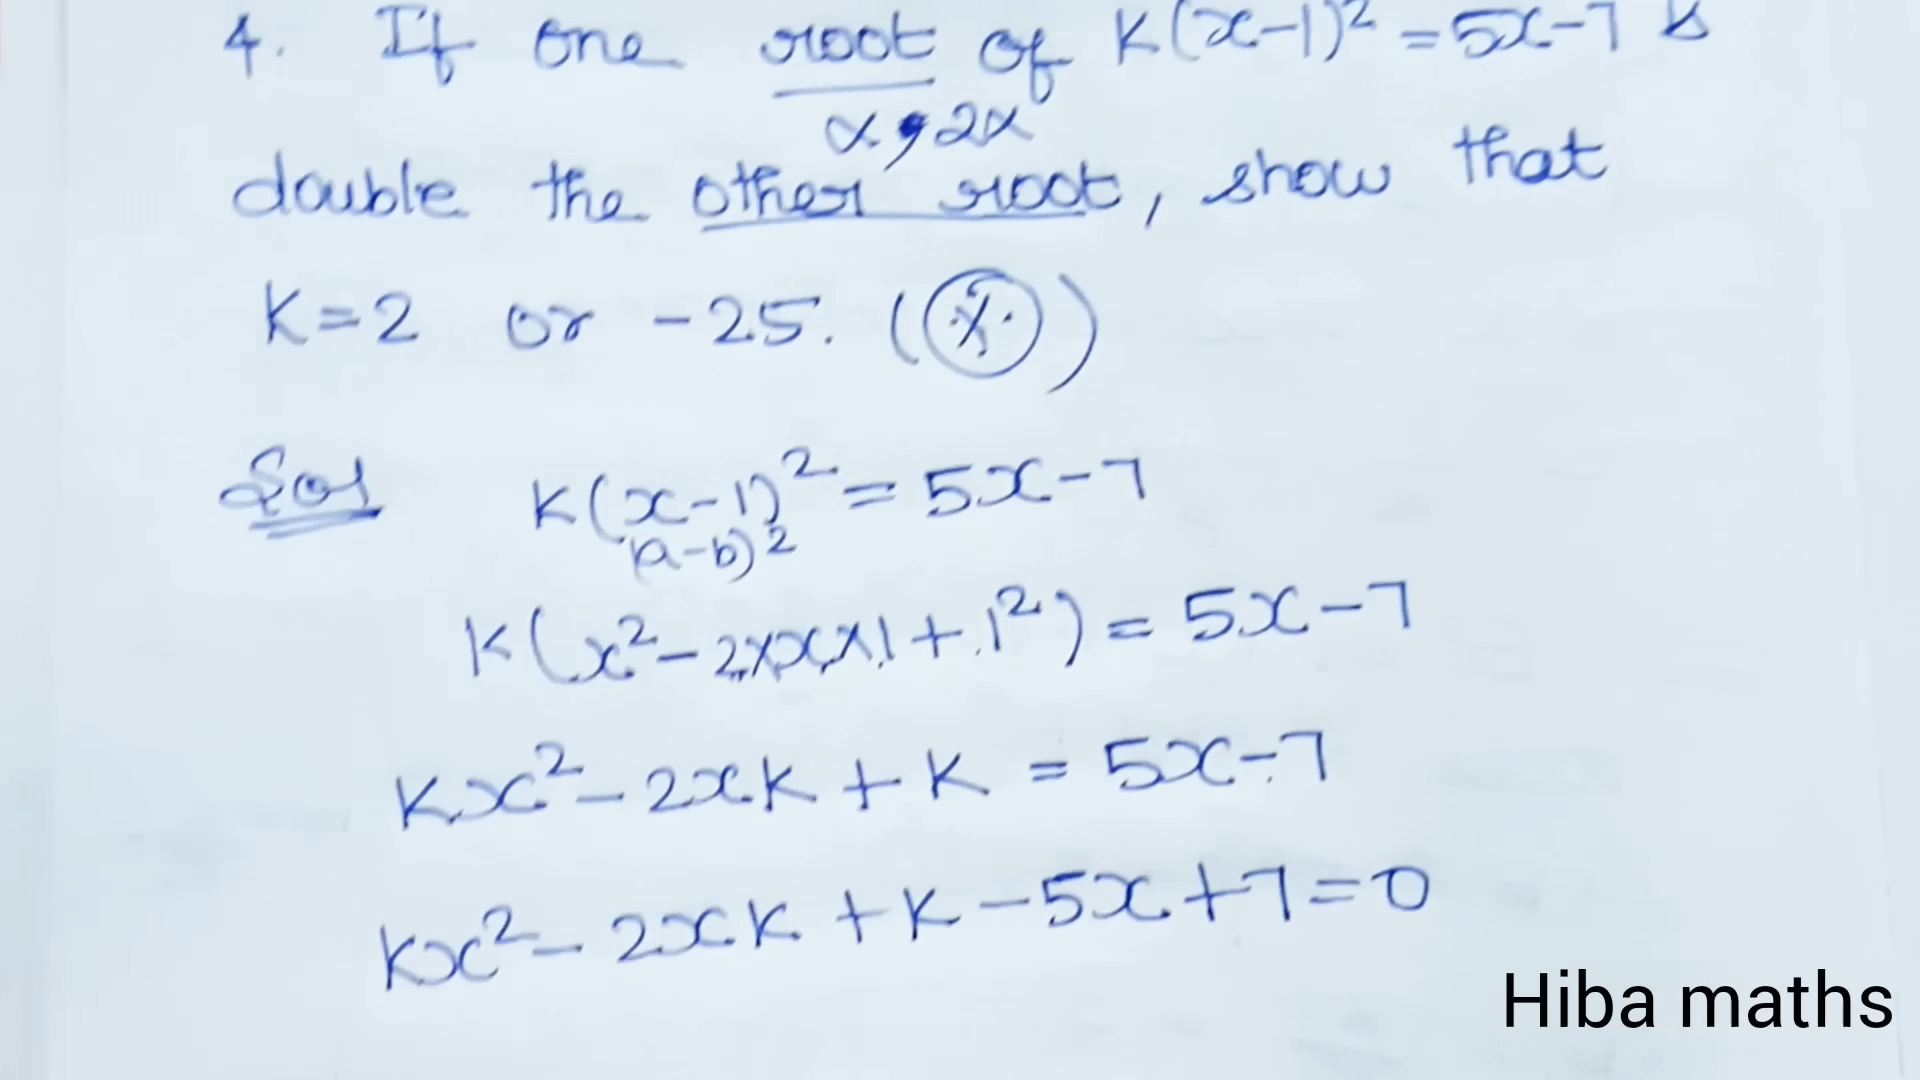 4. If one root of K(x-1)² = 5x-7 is
α, 2α
double the other root, show that
K=2 or -25.
Sol K(x-1)² = 5x-7
(a-b)²
K(x² - 2×x×1 + 1²) = 5x-7
Kx² - 2xK + K = 5x-7
Kx² - 2xK + K - 5x + 7 = 0
Hiba maths